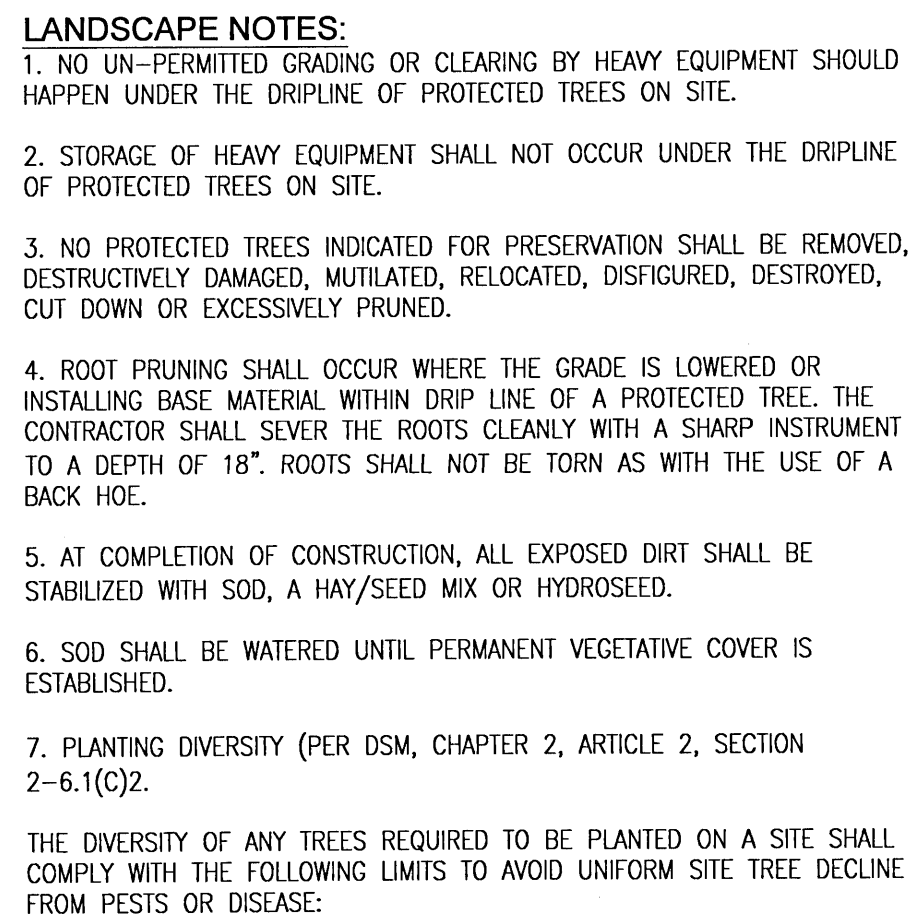 LANDSCAPE NOTES:
1. NO UN-PERMITTED GRADING OR CLEARING BY HEAVY EQUIPMENT SHOULD
HAPPEN UNDER THE DRIPLINE OF PROTECTED TREES ON SITE.
2. STORAGE OF HEAVY EQUIPMENT SHALL NOT OCCUR UNDER THE DRIPLINE
OF PROTECTED TREES ON SITE.
3. NO PROTECTED TREES INDICATED FOR PRESERVATION SHALL BE REMOVED,
DESTRUCTIVELY DAMAGED, MUTILATED, RELOCATED, DISFIGURED, DESTROYED,
CUT DOWN OR EXCESSIVELY PRUNED.
4. ROOT PRUNING SHALL OCCUR WHERE THE GRADE IS LOWERED OR
INSTALLING BASE MATERIAL WITHIN DRIP LINE OF A PROTECTED TREE. THE
CONTRACTOR SHALL SEVER THE ROOTS CLEANLY WITH A SHARP INSTRUMENT
TO A DEPTH OF 18". ROOTS SHALL NOT BE TORN AS WITH THE USE OF A
BACK HOE.
5. AT COMPLETION OF CONSTRUCTION, ALL EXPOSED DIRT SHALL BE
STABILIZED WITH SOD, A HAY/SEED MIX OR HYDROSEED.
6. SOD SHALL BE WATERED UNTIL PERMANENT VEGETATIVE COVER IS
ESTABLISHED.
7. PLANTING DIVERSITY (PER DSM, CHAPTER 2, ARTICLE 2, SECTION
2-6.1(C)2.
THE DIVERSITY OF ANY TREES REQUIRED TO BE PLANTED ON A SITE SHALL
COMPLY WITH THE FOLLOWING LIMITS TO AVOID UNIFORM SITE TREE DECLINE
FROM PESTS OR DISEASE: